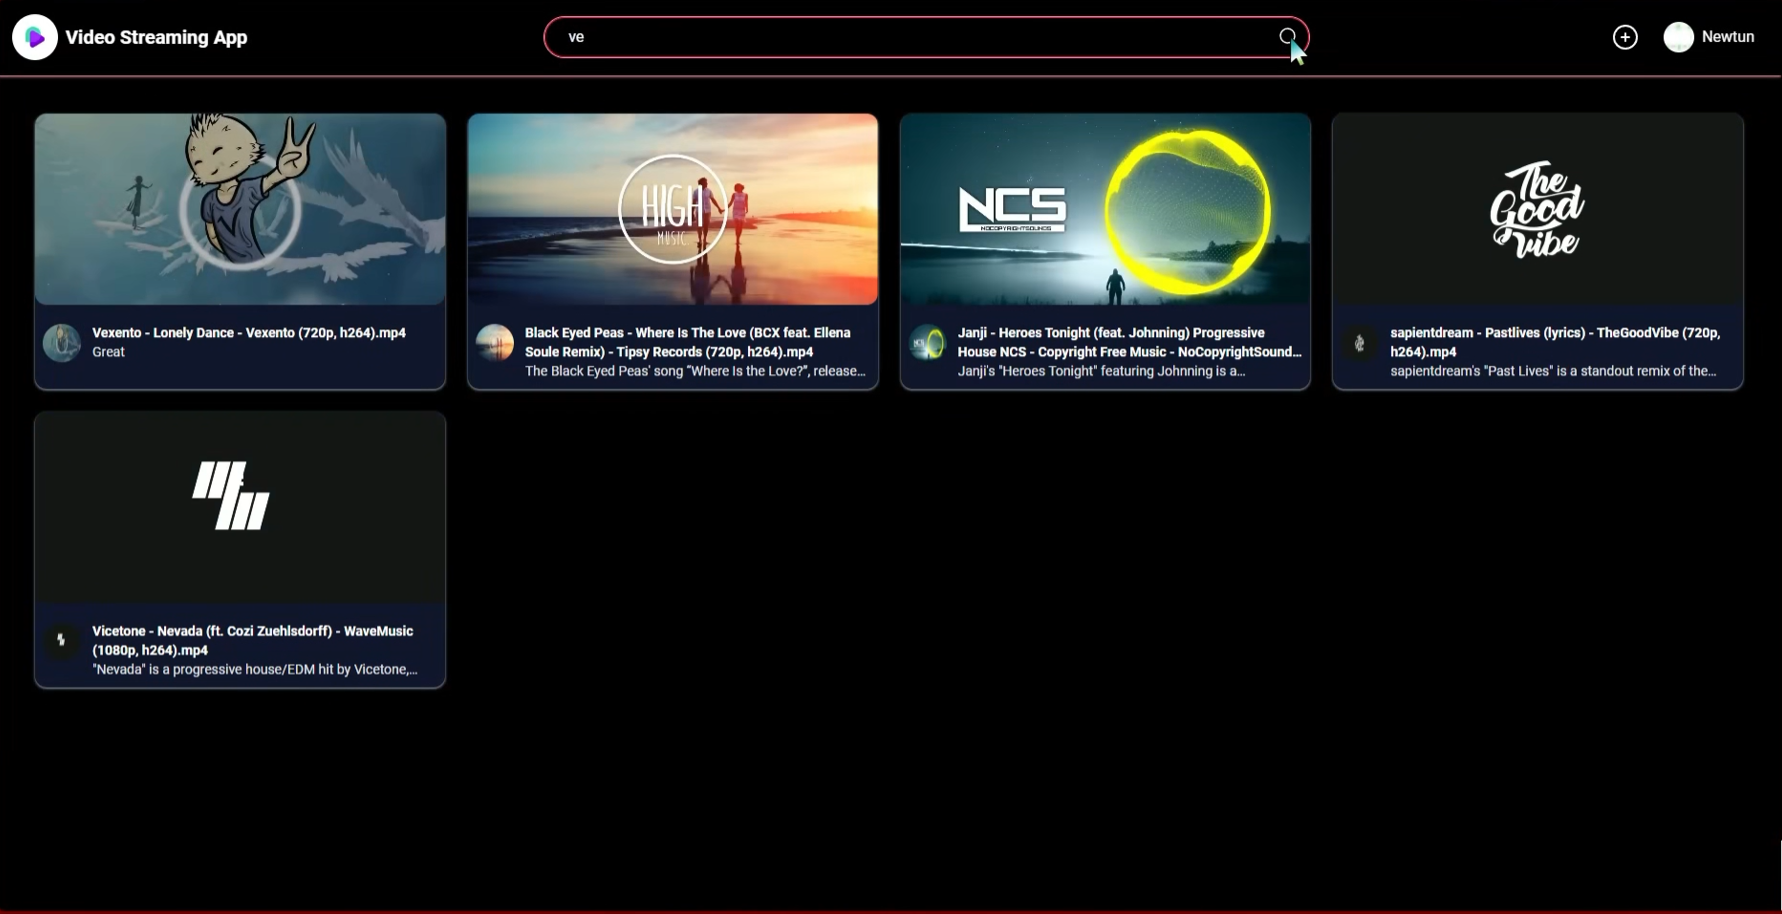 Video Streaming App
ve
Newtun
HIGH
MUSIC
NCS
NOCOPYRIGHTSOUNDS
The
Good
vibe
Vexento - Lonely Dance - Vexento (720p, h264).mp4
Great
Black Eyed Peas - Where Is The Love (BCX feat. Ellena
Soule Remix) - Tipsy Records (720p, h264).mp4
The Black Eyed Peas' song “Where Is the Love?”, release...
Janji - Heroes Tonight (feat. Johnning) Progressive
House NCS - Copyright Free Music - NoCopyrightSound...
Janji's "Heroes Tonight" featuring Johnning is a...
sapientdream - Pastlives (lyrics) - TheGoodVibe (720p,
h264).mp4
sapientdream's "Past Lives" is a standout remix of the...
Vicetone - Nevada (ft. Cozi Zuehlsdorff) - WaveMusic
(1080p, h264).mp4
"Nevada" is a progressive house/EDM hit by Vicetone,...